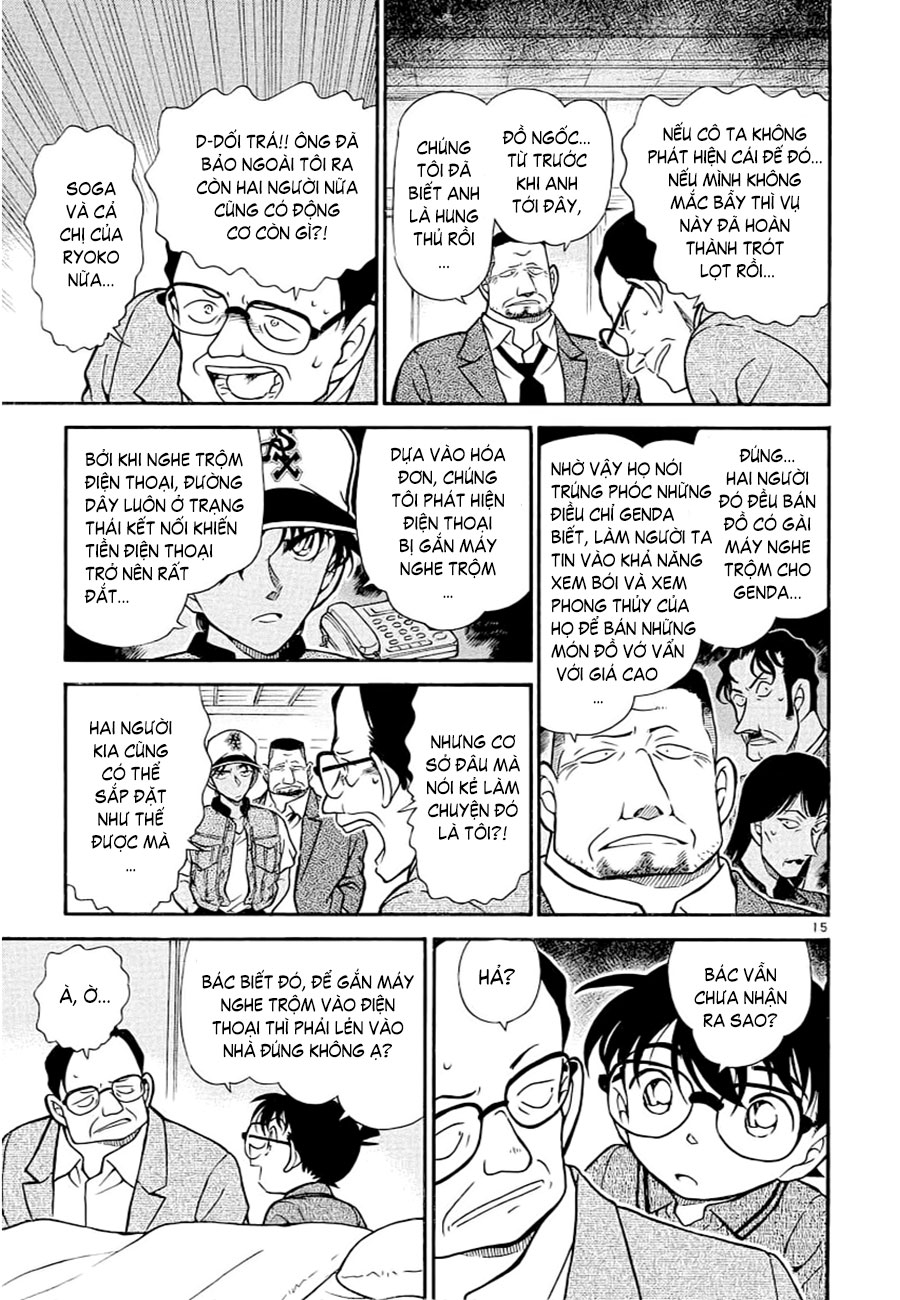 NẾU CÔ TA KHÔNG
PHÁT HIỆN CÁI ĐẾ ĐÓ...
NẾU MÌNH KHÔNG
MẮC BẪY THÌ VỤ
NÀY ĐÃ HOÀN
THÀNH TRÓT
LỌT RỒI...
ĐỒ NGỐC...
TỪ TRƯỚC
KHI ANH
TỚI ĐÂY,
CHÚNG
TÔI ĐÃ
BIẾT ANH
LÀ HUNG
THỦ RỒI
...
D-DỐI TRÁ!! ÔNG ĐÃ
BẢO NGOÀI TÔI RA
CÒN HAI NGƯỜI NỮA
CŨNG CÓ ĐỘNG
CƠ CÒN GÌ?!
SOGA
VÀ CẢ
CHỊ CỦA
RYOKO
NỮA...
ĐÚNG...
HAI NGƯỜI
ĐÓ ĐỀU BÁN
ĐỒ CÓ GÀI
MÁY NGHE
TRỘM CHO
GENDA...
NHỜ VẬY HỌ NÓI
TRÚNG PHÓC NHỮNG
ĐIỀU CHỈ GENDA
BIẾT, LÀM NGƯỜI TA
TIN VÀO KHẢ NĂNG
XEM BÓI VÀ XEM
PHONG THỦY CỦA
HỌ ĐỂ BÁN NHỮNG
MÓN ĐỒ VỚ VẨN
VỚI GIÁ CAO
...
DỰA VÀO HÓA
ĐƠN, CHÚNG
TÔI PHÁT HIỆN
ĐIỆN THOẠI
BỊ GẮN MÁY
NGHE TRỘM
...
BỞI KHI NGHE TRỘM
ĐIỆN THOẠI, ĐƯỜNG
DÂY LUÔN Ở TRẠNG
THÁI KẾT NỐI KHIẾN
TIỀN ĐIỆN THOẠI
TRỞ NÊN RẤT
ĐẮT...
NHƯNG CƠ
SỞ ĐÂU MÀ
NÓI KẺ LÀM
CHUYỆN ĐÓ
LÀ TÔI?!
HAI NGƯỜI
KIA CŨNG
CÓ THỂ
SẮP ĐẶT
NHƯ THẾ
ĐƯỢC MÀ
...
15
BÁC VẪN
CHƯA NHẬN
RA SAO?
HẢ?
BÁC BIẾT ĐÓ, ĐỂ GẮN MÁY
NGHE TRỘM VÀO ĐIỆN
THOẠI THÌ PHẢI LÉN VÀO
NHÀ ĐÚNG KHÔNG Ạ?
À, Ờ...